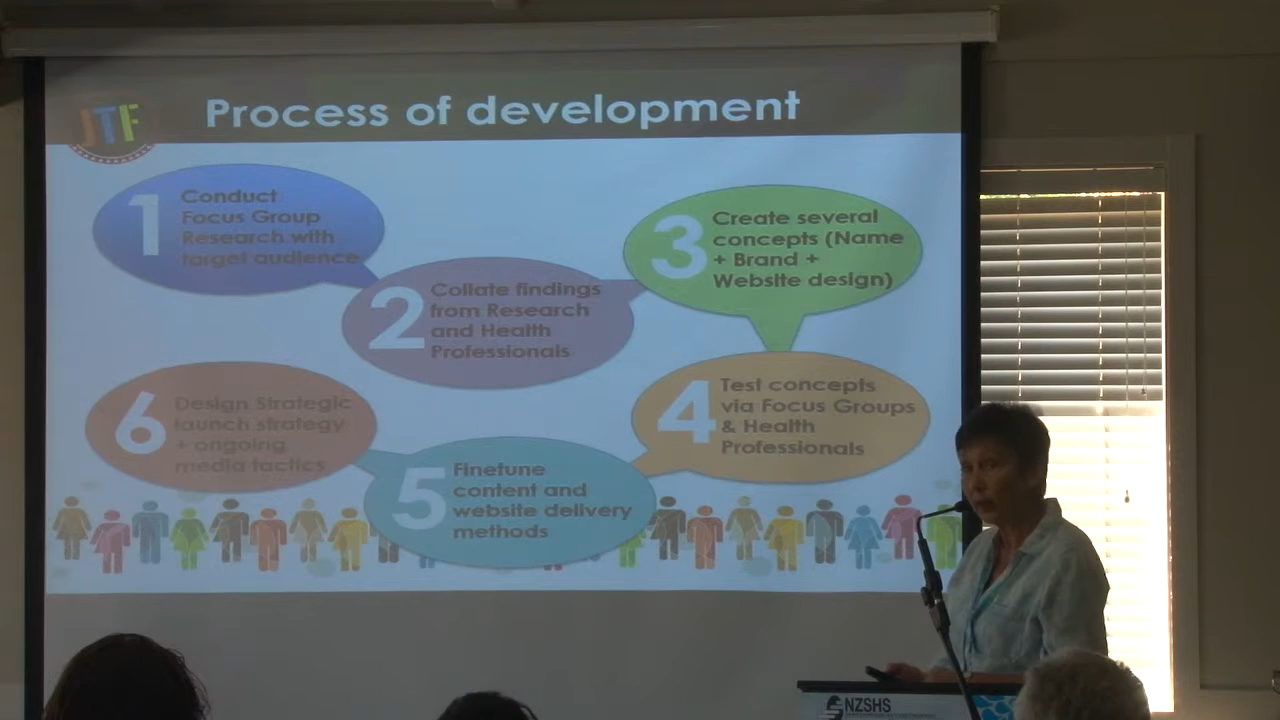 JTF
Process of development
1
Conduct
Focus Group
Research with
target audience
2
Collate findings
from Research
and Health
Professionals
3
Create several
concepts (Name
+ Brand +
Website design)
4
Test concepts
via Focus Groups
& Health
Professionals
5
Finetune
content and
website delivery
methods
6
Design Strategic
launch strategy
+ ongoing
media tactics
NZSHS